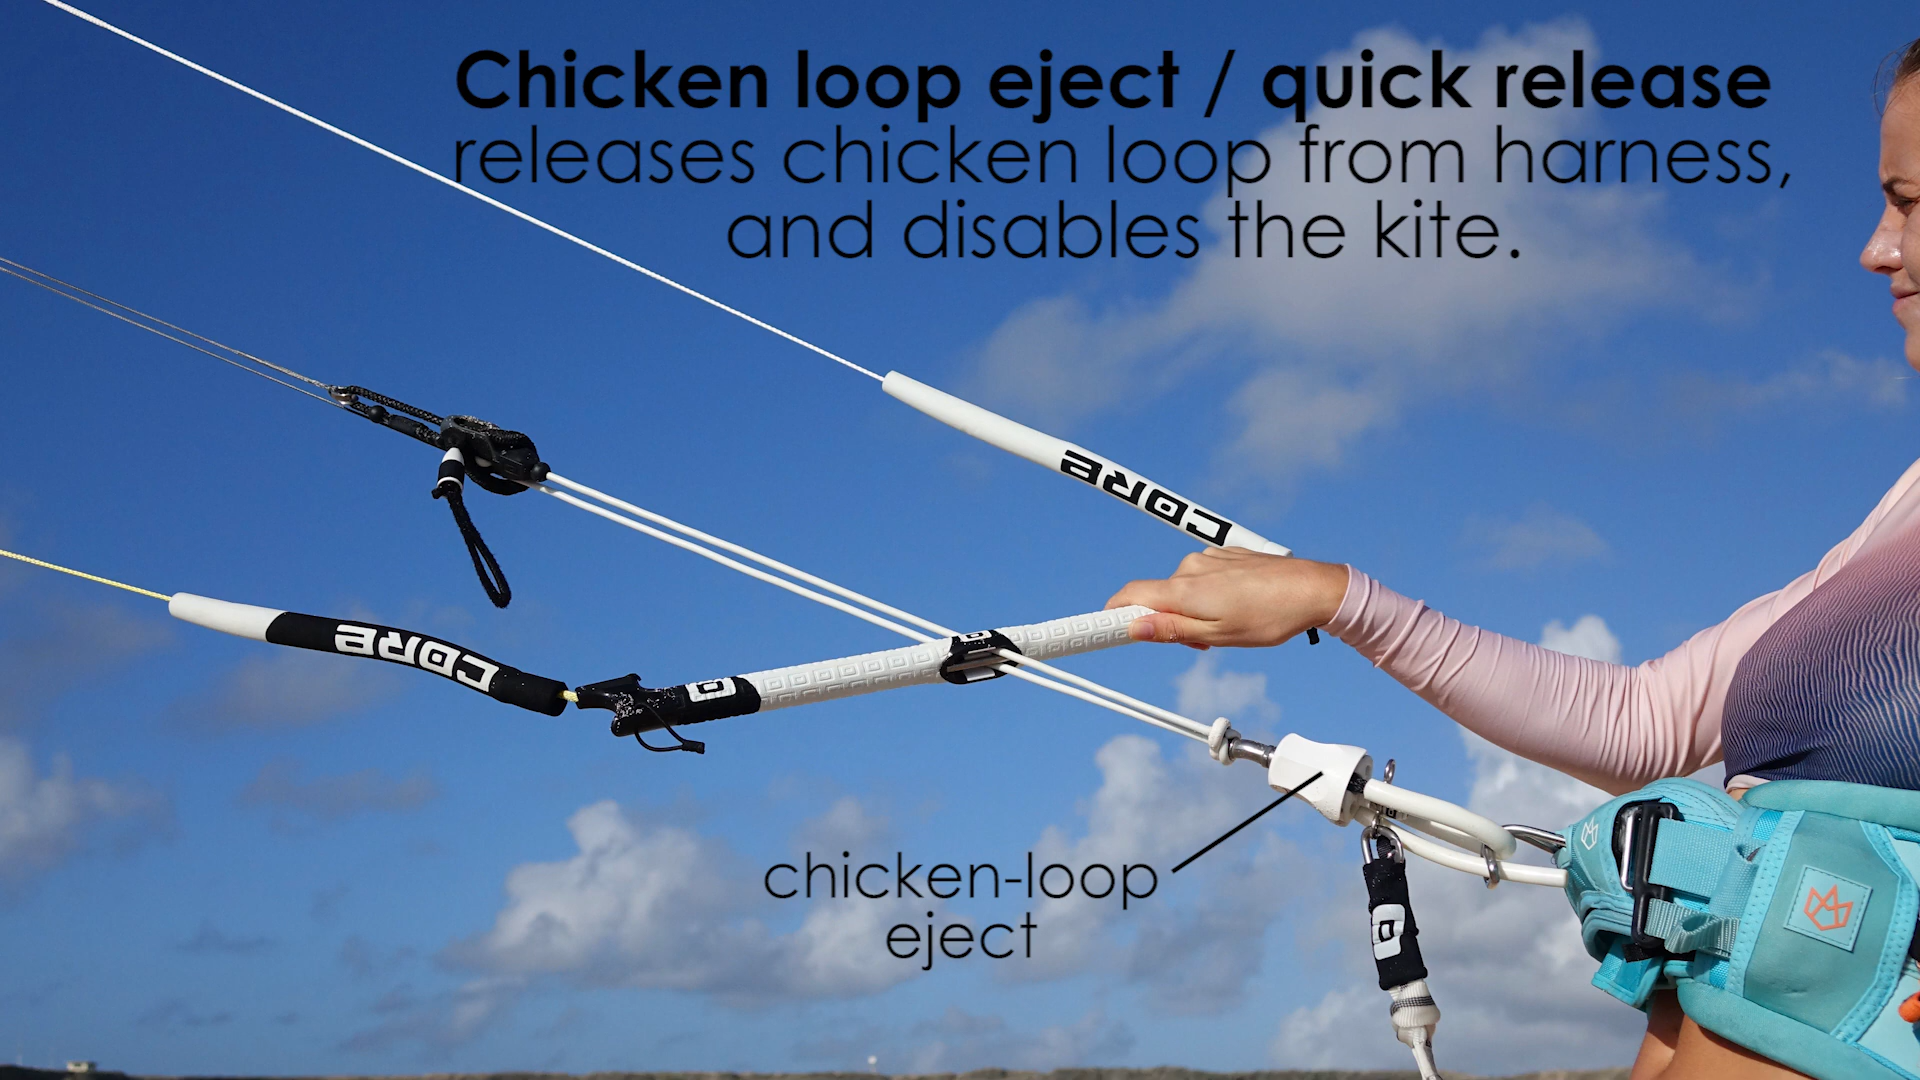 Chicken loop eject / quick release
releases chicken loop from harness,
and disables the kite.
CORE
CORE
chicken-loop
eject